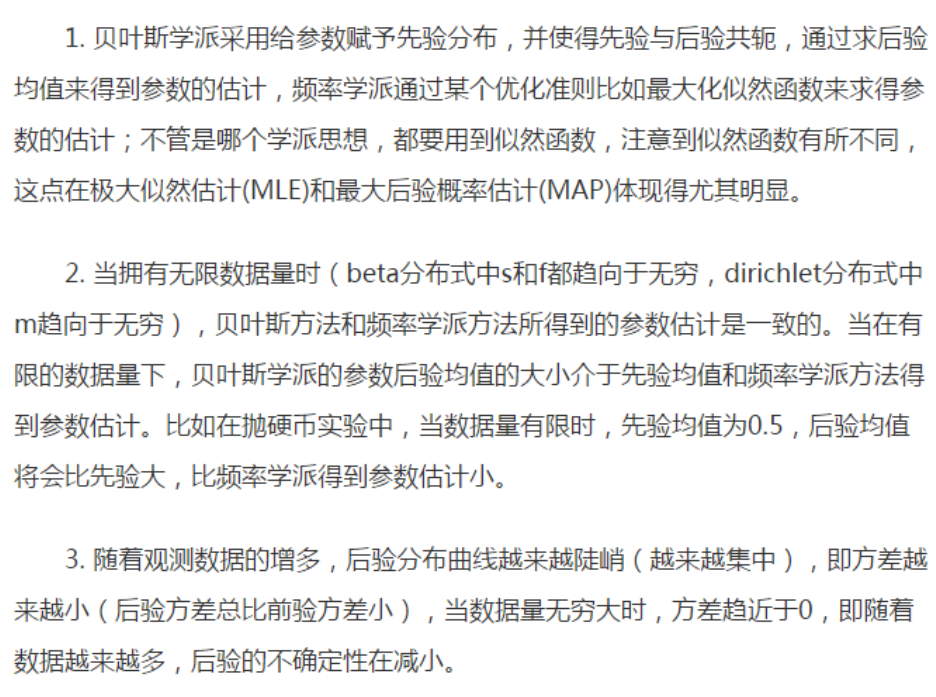 1. 贝叶斯学派采用给参数赋予先验分布，并使得先验与后验共轭，通过求后验
均值来得到参数的估计，频率学派通过某个优化准则比如最大化似然函数来求得参
数的估计；不管是哪个学派思想，都要用到似然函数，注意到似然函数有所不同，
这点在极大似然估计(MLE)和最大后验概率估计(MAP)体现得尤其明显。
2. 当拥有无限数据量时（beta分布式中s和f都趋向于无穷，dirichlet分布式中
m趋向于无穷），贝叶斯方法和频率学派方法所得到的参数估计是一致的。当在有
限的数据量下，贝叶斯学派的参数后验均值的大小介于先验均值和频率学派方法得
到参数估计。比如在抛硬币实验中，当数据量有限时，先验均值为0.5，后验均值
将会比先验大，比频率学派得到参数估计小。
3. 随着观测数据的增多，后验分布曲线越来越陡峭（越来越集中），即方差越
来越小（后验方差总比前验方差小），当数据量无穷大时，方差趋近于0，即随着
数据越来越多，后验的不确定性在减小。